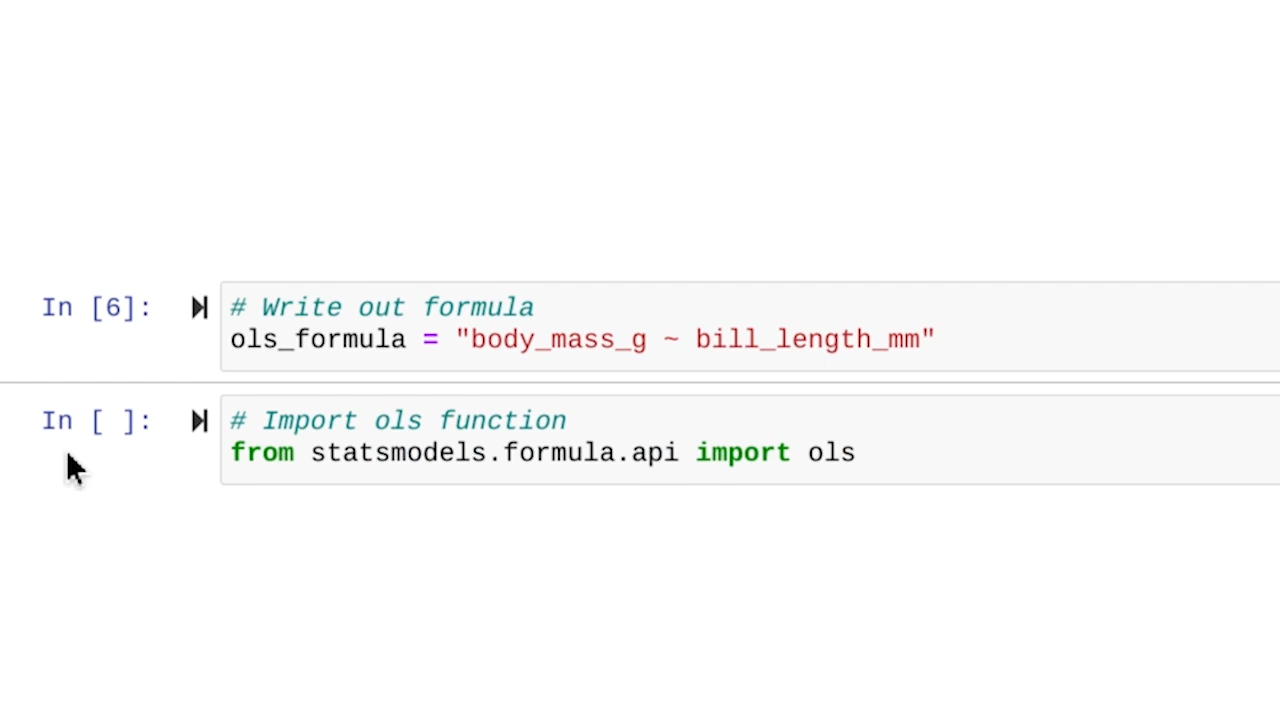 In [6]:
# Write out formula
ols_formula = "body_mass_g ~ bill_length_mm"
In [ ]:
# Import ols function
from statsmodels.formula.api import ols